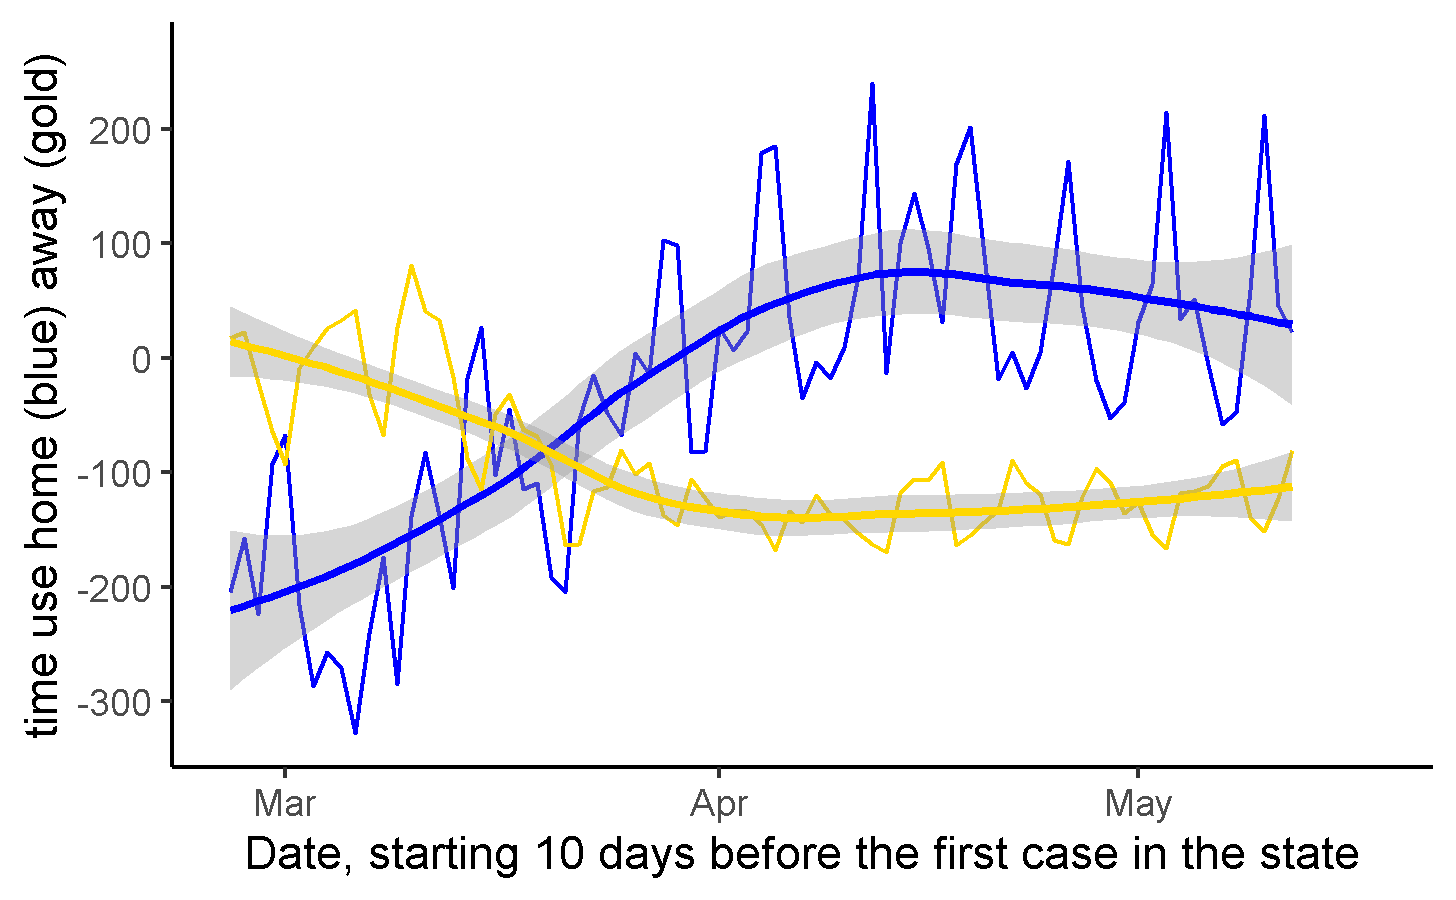 time use home (blue) away (gold)
200
100
0
-100
-200
-300
Mar
Apr
May
Date, starting 10 days before the first case in the state